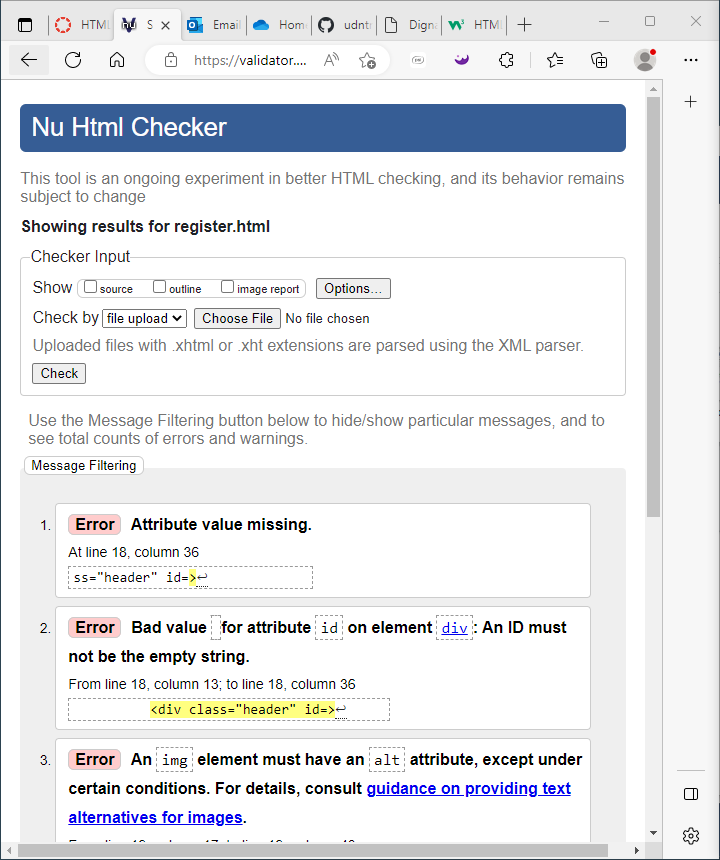 HTML
S
Email
Home
udnt
Digna
HTML
https://validator....
Nu Html Checker
This tool is an ongoing experiment in better HTML checking, and its behavior remains
subject to change
Showing results for register.html
Checker Input
Show source outline image report Options...
Check by file upload Choose File No file chosen
Uploaded files with .xhtml or .xht extensions are parsed using the XML parser.
Check
Use the Message Filtering button below to hide/show particular messages, and to
see total counts of errors and warnings.
Message Filtering
1. Error Attribute value missing.
At line 18, column 36
ss="header" id=>↩
2. Error Bad value for attribute id on element div: An ID must
not be the empty string.
From line 18, column 13; to line 18, column 36
<div class="header" id=>↩
3. Error An img element must have an alt attribute, except under
certain conditions. For details, consult guidance on providing text
alternatives for images.